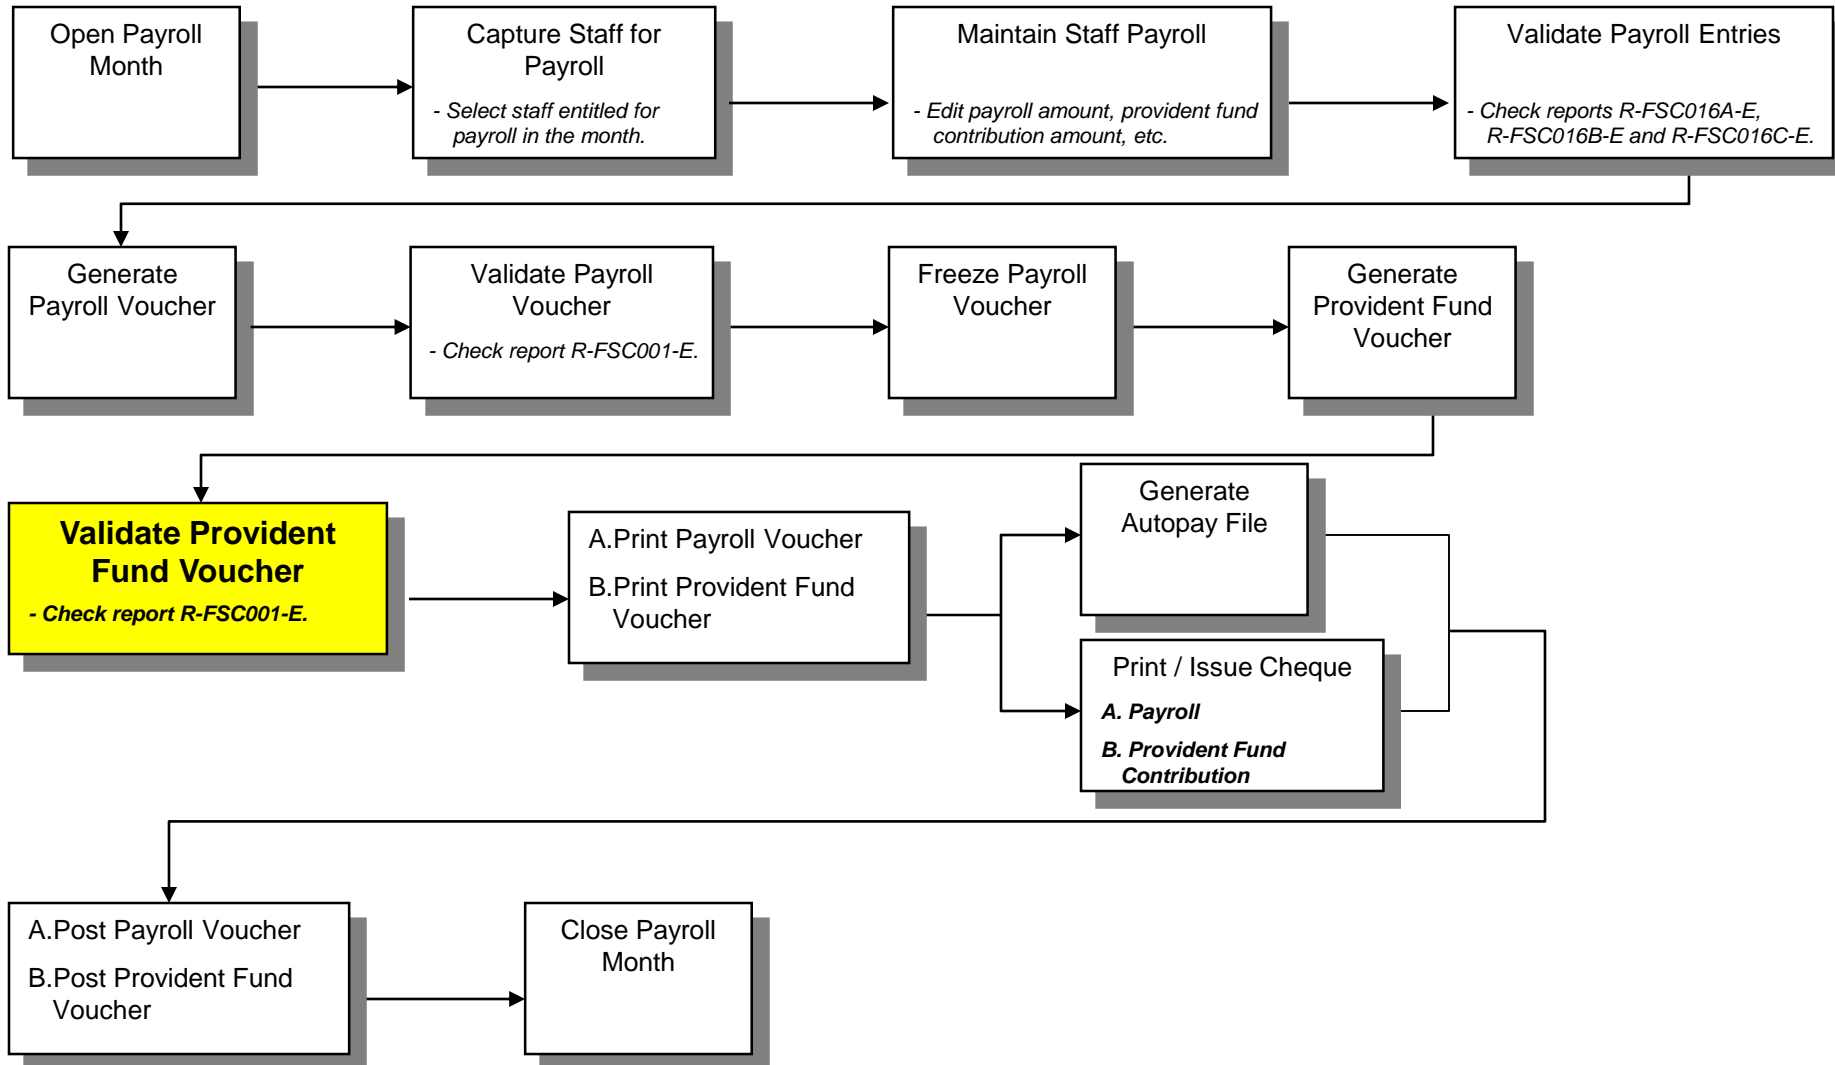 Open Payroll
Month
Capture Staff for
Payroll
- Select staff entitled for
payroll in the month.
Maintain Staff Payroll
- Edit payroll amount, provident fund
contribution amount, etc.
Validate Payroll Entries
- Check reports R-FSC016A-E,
R-FSC016B-E and R-FSC016C-E.
Generate
Payroll Voucher
Validate Payroll
Voucher
- Check report R-FSC001-E.
Freeze Payroll
Voucher
Generate
Provident Fund
Voucher
Validate Provident
Fund Voucher
- Check report R-FSC001-E.
A.Print Payroll Voucher
B.Print Provident Fund
Voucher
Generate
Autopay File
Print / Issue Cheque
A. Payroll
B. Provident Fund
Contribution
A.Post Payroll Voucher
B.Post Provident Fund
Voucher
Close Payroll
Month